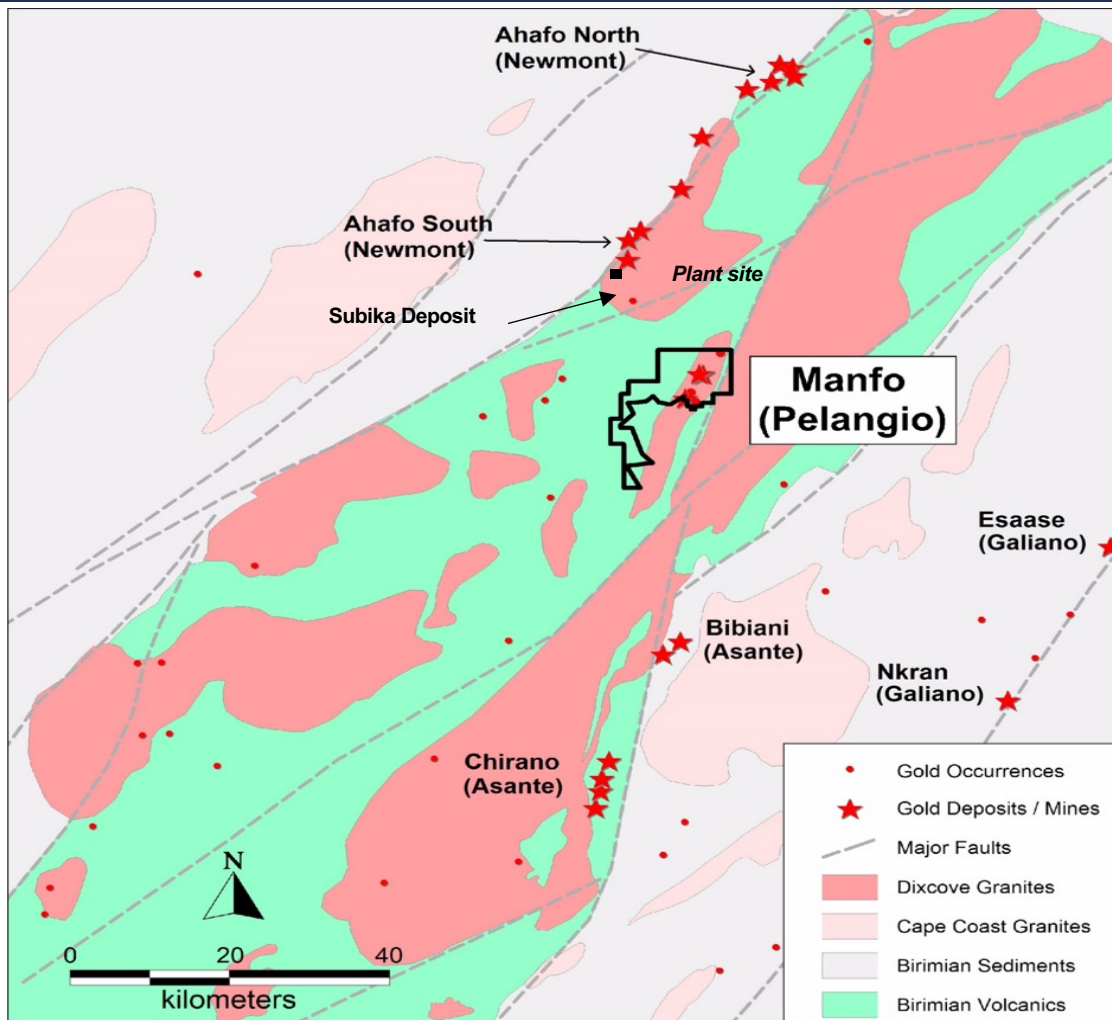 Ahafo North
(Newmont)
Ahafo South
(Newmont)
Plant site
Subika Deposit
Manfo
(Pelangio)
Esaase
(Galiano)
Bibiani
(Asante)
Nkran
(Galiano)
Chirano
(Asante)
N
0 20 40
kilometers
Gold Occurrences
Gold Deposits / Mines
Major Faults
Dixcove Granites
Cape Coast Granites
Birimian Sediments
Birimian Volcanics